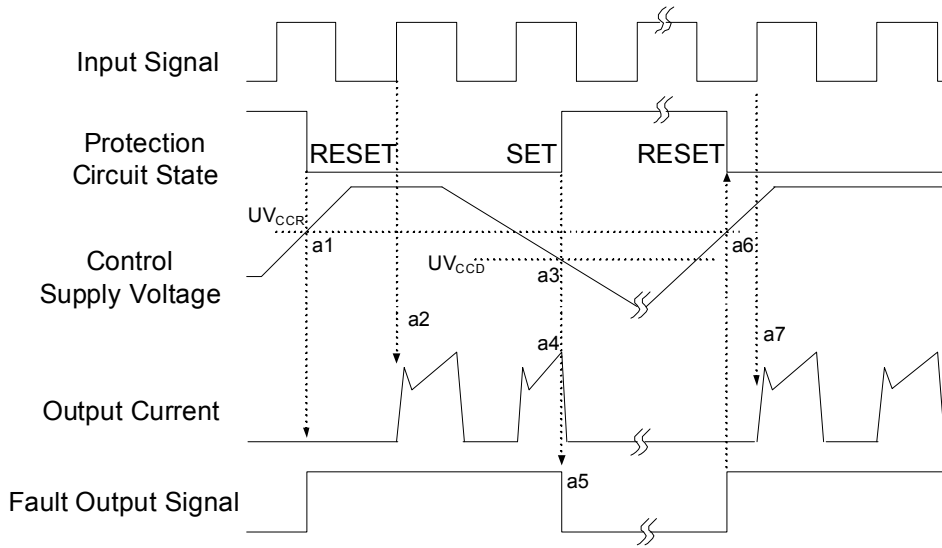 Input Signal
Protection
Circuit State
RESET
SET
RESET
UVCCR
a1
a6
Control
Supply Voltage
UVCCD
a3
a2
a4
a7
Output Current
a5
Fault Output Signal